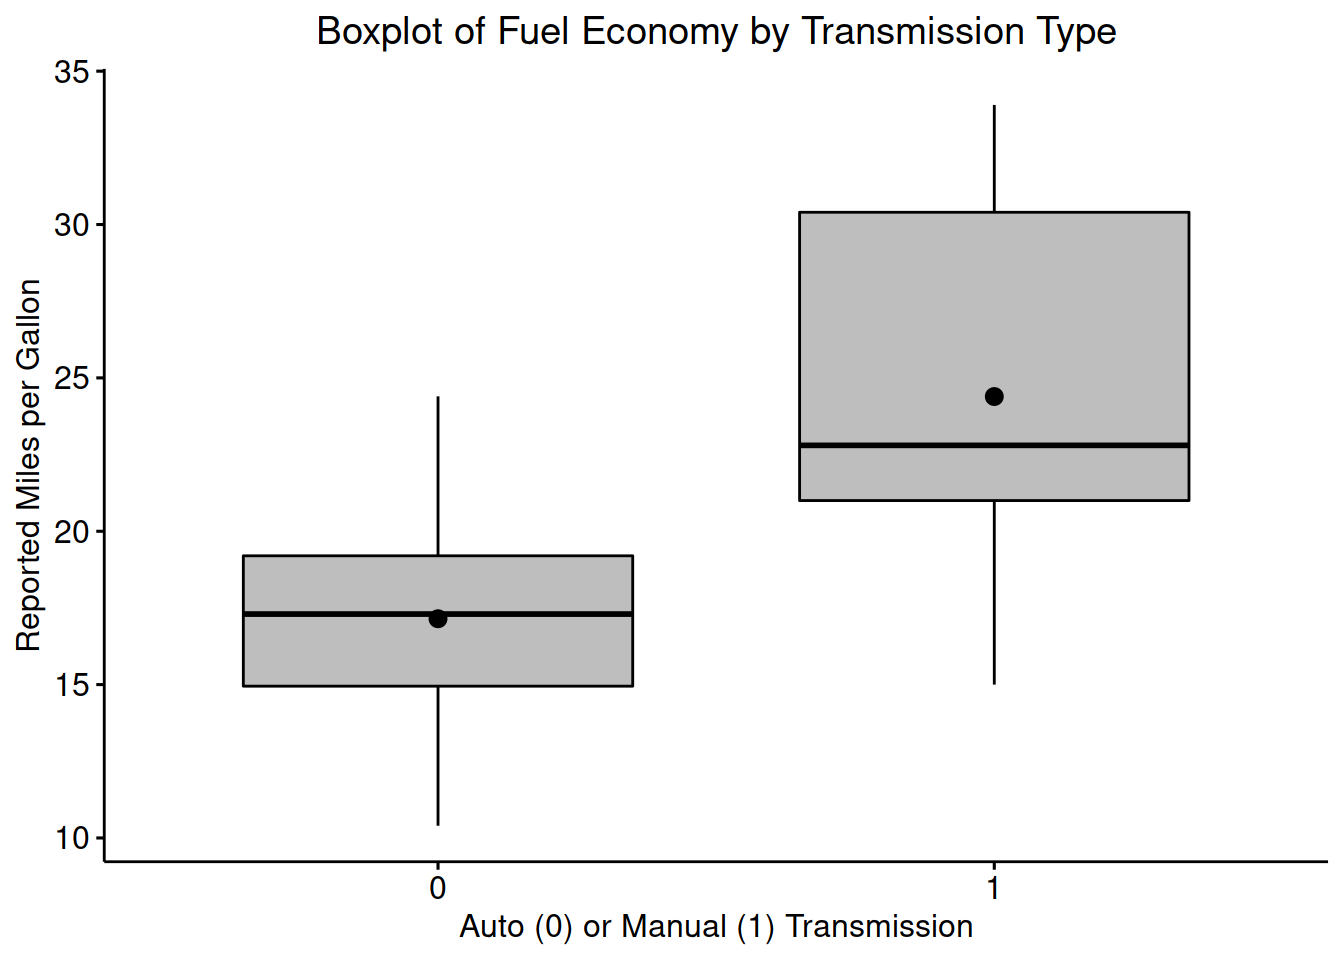 Boxplot of Fuel Economy by Transmission Type
Reported Miles per Gallon
35
30
25
20
15
10
0
1
Auto (0) or Manual (1) Transmission